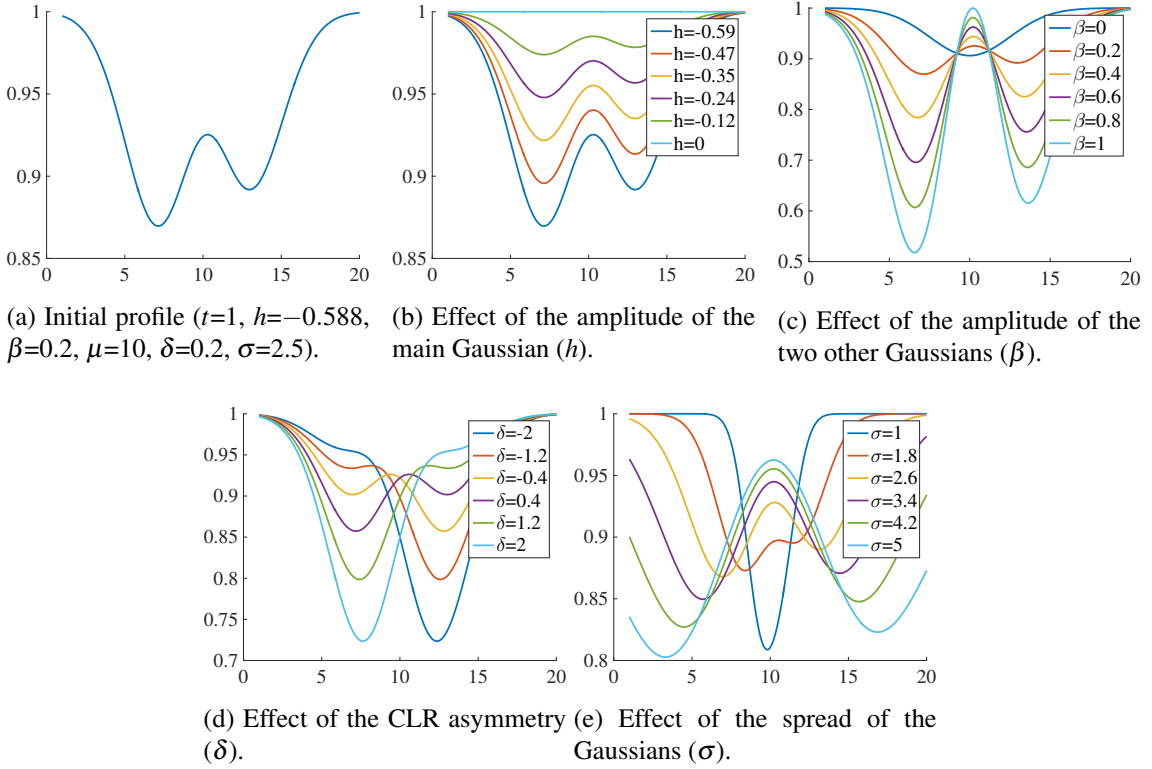 1
0.95
0.9
0.85
0 5 10 15 20
(a) Initial profile (t=1, h=−0.588,
β=0.2, μ=10, δ=0.2, σ=2.5).
1
0.95
0.9
0.85
0 5 10 15 20
h=-0.59
h=-0.47
h=-0.35
h=-0.24
h=-0.12
h=0
(b) Effect of the amplitude of the
main Gaussian (h).
1
0.9
0.8
0.7
0.6
0.5
0 5 10 15 20
β=0
β=0.2
β=0.4
β=0.6
β=0.8
β=1
(c) Effect of the amplitude of the
two other Gaussians (β).
1
0.95
0.9
0.85
0.8
0.75
0.7
0 5 10 15 20
δ=-2
δ=-1.2
δ=-0.4
δ=0.4
δ=1.2
δ=2
(d) Effect of the CLR asymmetry
(δ).
1
0.95
0.9
0.85
0.8
0 5 10 15 20
σ=1
σ=1.8
σ=2.6
σ=3.4
σ=4.2
σ=5
(e) Effect of the spread of the
Gaussians (σ).